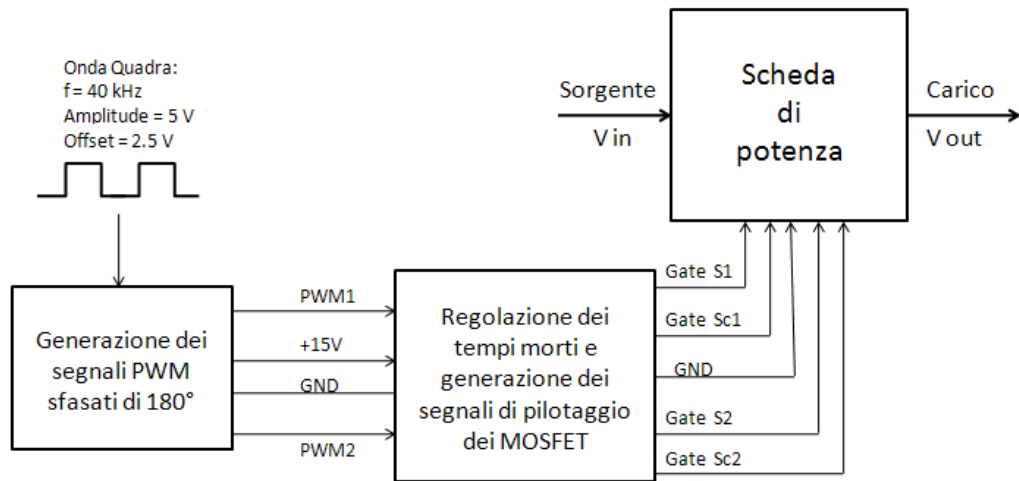 Onda Quadra:
f = 40 kHz
Amplitude = 5 V
Offset = 2.5 V
Sorgente
V in
Scheda
di
potenza
Carico
V out
Generazione dei
segnali PWM
sfasati di 180°
PWM1
+15V
GND
PWM2
Regolazione dei
tempi morti e
generazione dei
segnali di pilotaggio
dei MOSFET
Gate S1
Gate Sc1
GND
Gate S2
Gate Sc2